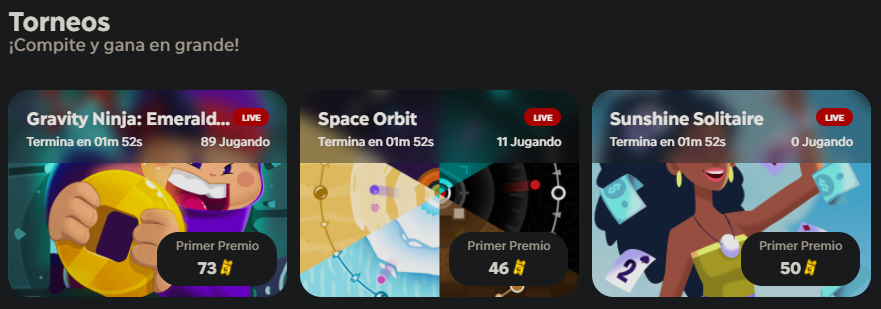 Torneos
¡Compite y gana en grande!
Gravity Ninja: Emerald...
LIVE
Termina en 01m 52s
89 Jugando
Primer Premio
73
Space Orbit
LIVE
Termina en 01m 52s
11 Jugando
Primer Premio
46
Sunshine Solitaire
LIVE
Termina en 01m 52s
0 Jugando
2
Primer Premio
50